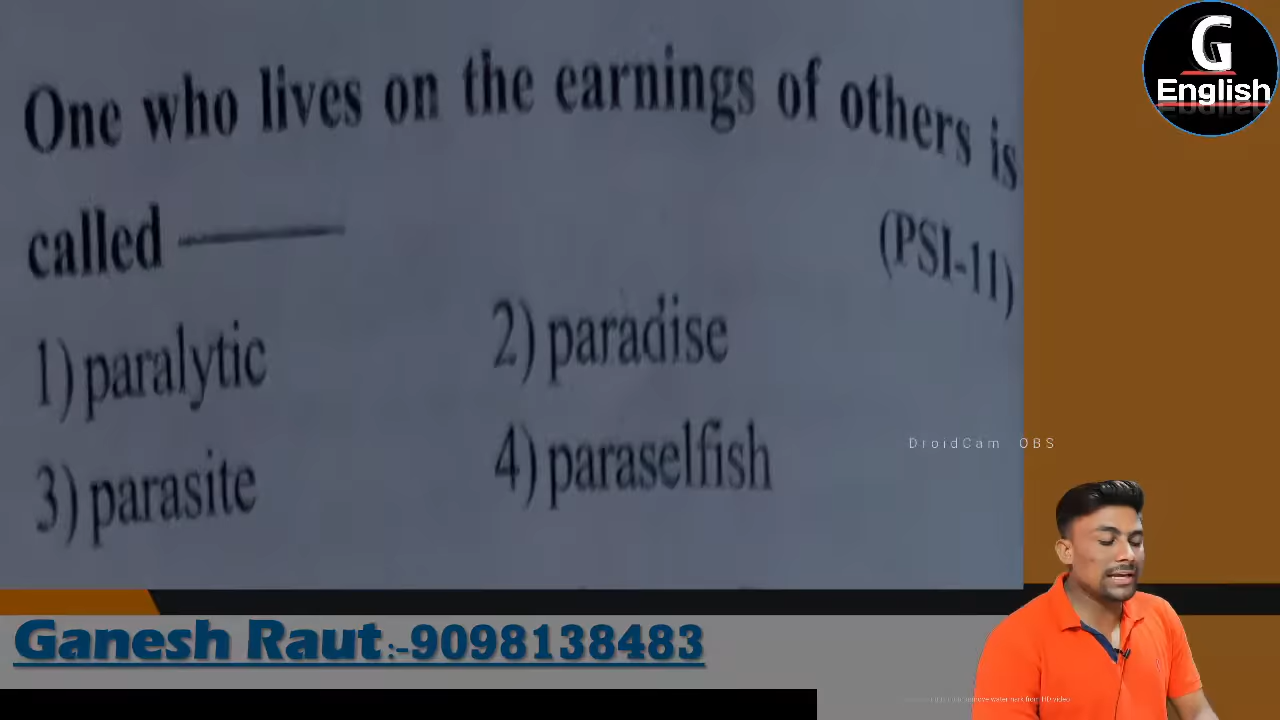 One who lives on the earnings of others is
called ———
(PSI-11)
1) paralytic
2) paradise
3) parasite
4) paraselfish
G
English
DroidCam OBS
Ganesh Raut:-9098138483